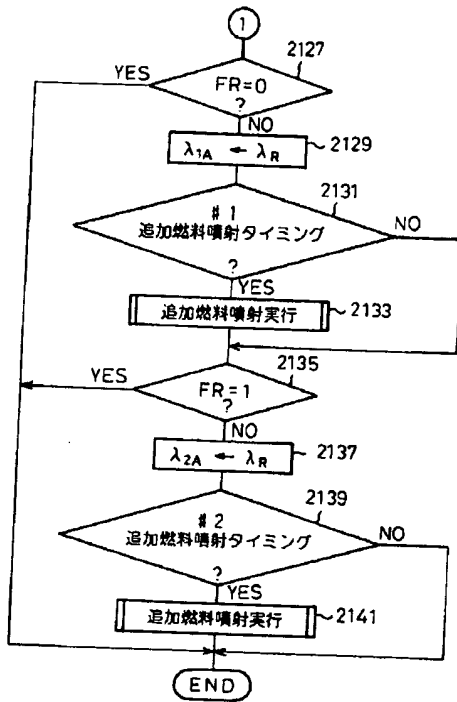 1
2127
YES
FR=0
?
NO
λ1A ← λR
2129
2131
#1
追加燃料噴射タイミング
?
NO
YES
追加燃料噴射実行
2133
2135
YES
FR=1
?
NO
λ2A ← λR
2137
2139
#2
追加燃料噴射タイミング
?
NO
YES
追加燃料噴射実行
2141
END